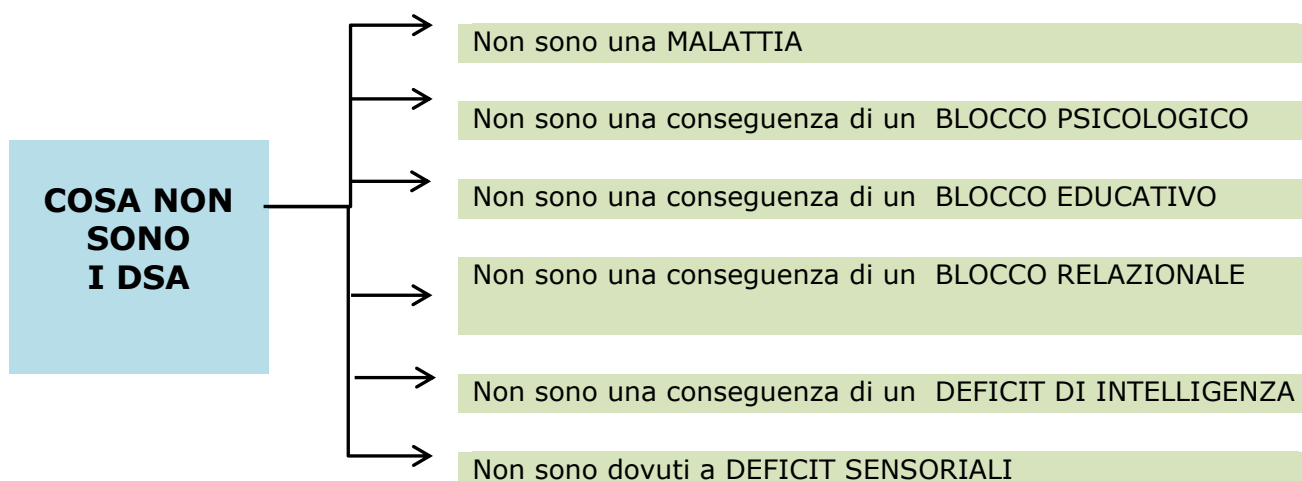 COSA NON
SONO
I DSA
Non sono una MALATTIA
Non sono una conseguenza di un BLOCCO PSICOLOGICO
Non sono una conseguenza di un BLOCCO EDUCATIVO
Non sono una conseguenza di un BLOCCO RELAZIONALE
Non sono una conseguenza di un DEFICIT DI INTELLIGENZA
Non sono dovuti a DEFICIT SENSORIALI